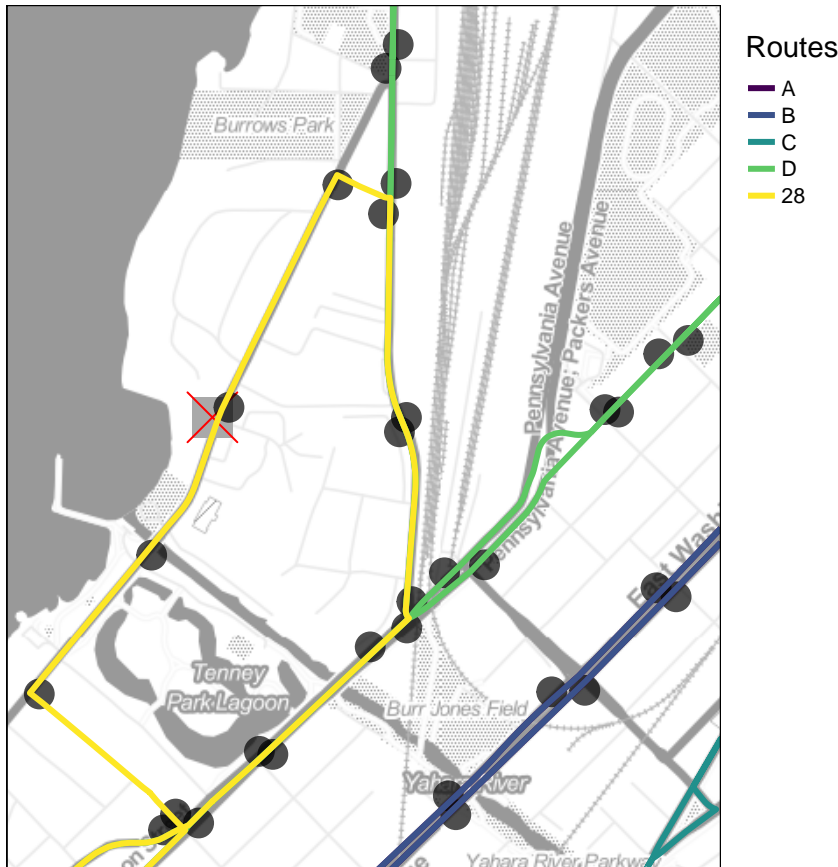 Routes
A
B
C
D
28
Burrows Park
Pennsylvania Avenue
Pennsylvania Avenue; Packers Avenue
East Wash
Tenney
Park Lagoon
Burr Jones Field
Yahara River
Yahara River Parkway